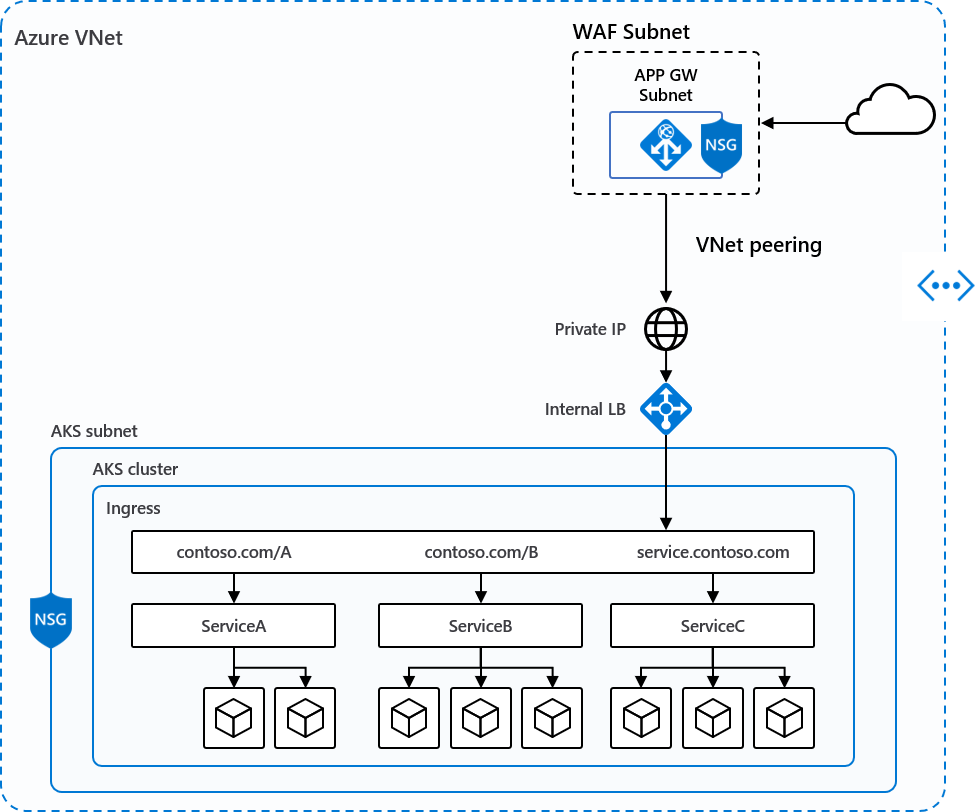 Azure VNet
WAF Subnet
APP GW
Subnet
NSG
VNet peering
Private IP
Internal LB
AKS subnet
AKS cluster
Ingress
contoso.com/A
contoso.com/B
service.contoso.com
NSG
ServiceA
ServiceB
ServiceC